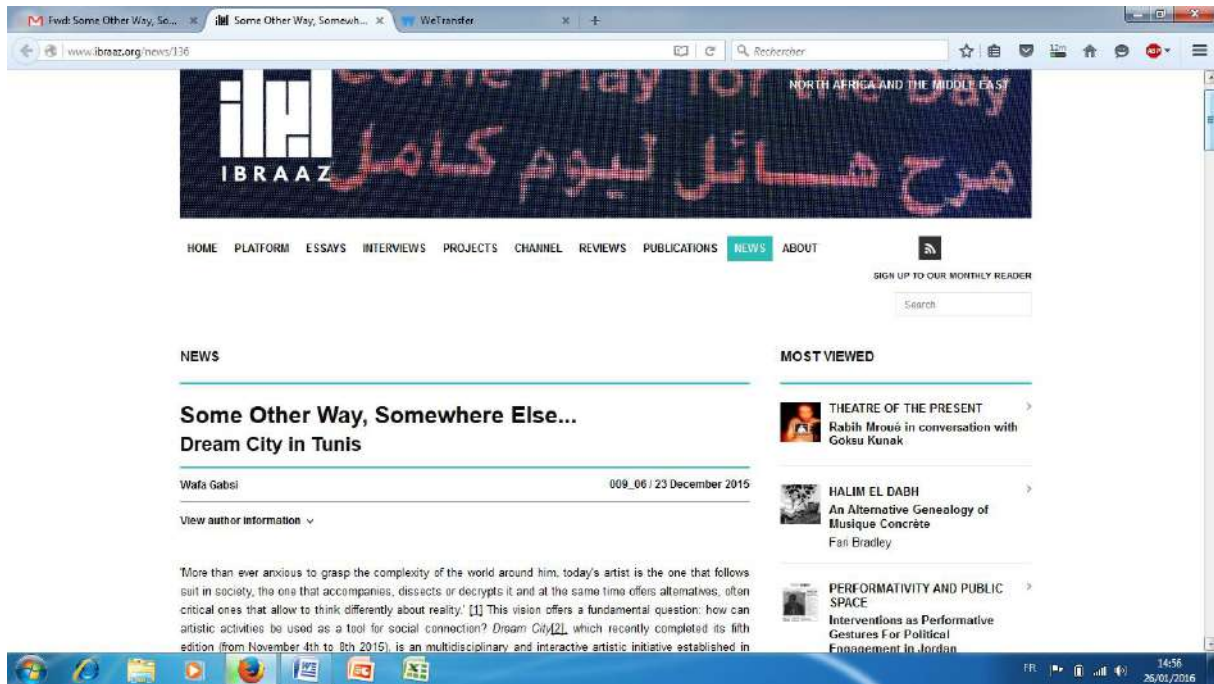 Fwd: Some Other Way, So...
Some Other Way, Somewh...
WeTransfer
www.ibraaz.org/news/136
Rechercher
12m
ABP
Come Play for the Day
NORTH AFRICA AND THE MIDDLE EAST
مرح هائل ليوم كامل
IBRAAZ
HOME PLATFORM ESSAYS INTERVIEWS PROJECTS CHANNEL REVIEWS PUBLICATIONS NEWS ABOUT
SIGN UP TO OUR MONTHLY READER
Search
NEWS
Some Other Way, Somewhere Else...
Dream City in Tunis
Wafa Gabsi 009_06 / 23 December 2015
View author information
'More than ever anxious to grasp the complexity of the world around him, today's artist is the one that follows
suit in society, the one that accompanies, dissects or decrypts it and at the same time offers alternatives, often
critical ones that allow to think differently about reality.' [1] This vision offers a fundamental question: how can
artistic activities be used as a tool for social connection? Dream City[2], which recently completed its fifth
edition (from November 4th to 8th 2015), is an multidisciplinary and interactive artistic initiative established in
MOST VIEWED
THEATRE OF THE PRESENT
Rabih Mroué in conversation with
Göksu Kunak
HALIM EL DABH
An Alternative Genealogy of
Musique Concrète
Fari Bradley
PERFORMATIVITY AND PUBLIC
SPACE
Interventions as Performative
Gestures For Political
Engagement in Jordan
FR
14:56
26/01/2016